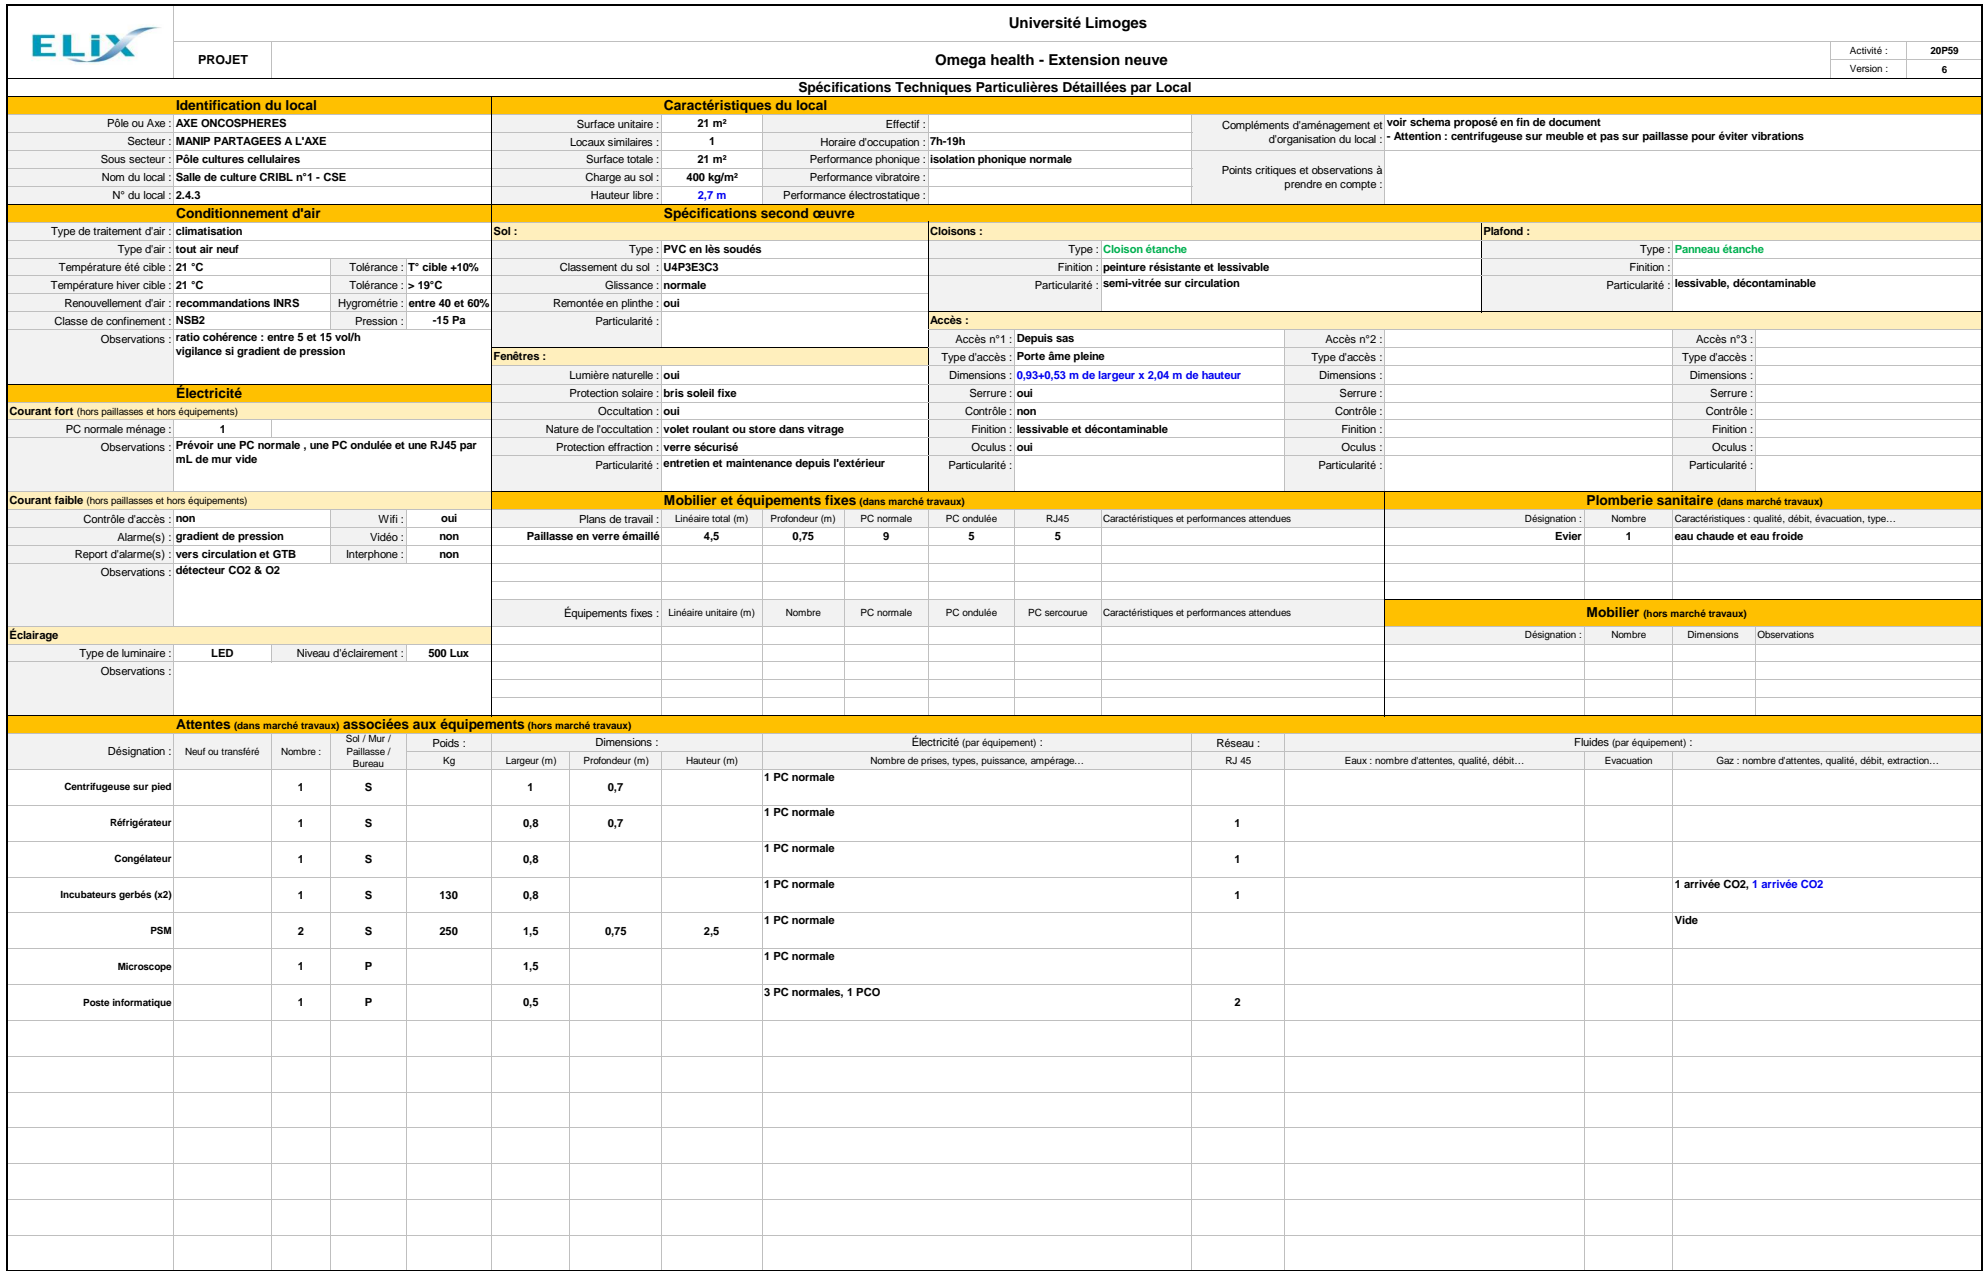 ELiX
Université Limoges
PROJET
Omega health - Extension neuve
Activité : 20P59
Version : 6
Spécifications Techniques Particulières Détaillées par Local
Identification du local
Pôle ou Axe : AXE ONCOSPHERES
Secteur : MANIP PARTAGEES A L'AXE
Sous secteur : Pôle cultures cellulaires
Nom du local : Salle de culture CRIBL n°1 - CSE
N° du local : 2.4.3
Caractéristiques du local
Surface unitaire : 21 m² Effectif :
Locaux similaires : 1 Horaire d'occupation : 7h-19h
Surface totale : 21 m² Performance phonique : isolation phonique normale
Charge au sol : 400 kg/m² Performance vibratoire :
Hauteur libre : 2,7 m Performance électrostatique :
Compléments d'aménagement et d'organisation du local :
voir schema proposé en fin de document
- Attention : centrifugeuse sur meuble et pas sur paillasse pour éviter vibrations
Points critiques et observations à prendre en compte :
Conditionnement d'air
Type de traitement d'air : climatisation
Type d'air : tout air neuf
Température été cible : 21 °C Tolérance : T° cible +10%
Température hiver cible : 21 °C Tolérance : > 19°C
Renouvellement d'air : recommandations INRS Hygrométrie : entre 40 et 60%
Classe de confinement : NSB2 Pression : -15 Pa
Observations : ratio cohérence : entre 5 et 15 vol/h
vigilance si gradient de pression
Spécifications second œuvre
Sol :
Type : PVC en lès soudés
Classement du sol : U4P3E3C3
Glissance : normale
Remontée en plinthe : oui
Particularité :
Cloisons :
Type : Cloison étanche
Finition : peinture résistante et lessivable
Particularité : semi-vitrée sur circulation
Plafond :
Type : Panneau étanche
Finition :
Particularité : lessivable, décontaminable
Fenêtres :
Lumière naturelle : oui
Protection solaire : bris soleil fixe
Occultation : oui
Nature de l'occultation : volet roulant ou store dans vitrage
Protection effraction : verre sécurisé
Particularité : entretien et maintenance depuis l'extérieur
Accès :
Accès n°1 : Depuis sas Accès n°2 : Accès n°3 :
Type d'accès : Porte âme pleine Type d'accès : Type d'accès :
Dimensions : 0,93+0,53 m de largeur x 2,04 m de hauteur Dimensions : Dimensions :
Serrure : oui Serrure : Serrure :
Contrôle : non Contrôle : Contrôle :
Finition : lessivable et décontaminable Finition : Finition :
Oculus : oui Oculus : Oculus :
Particularité : Particularité : Particularité :
Électricité
Courant fort (hors paillasses et hors équipements)
PC normale ménage : 1
Observations : Prévoir une PC normale , une PC ondulée et une RJ45 par
mL de mur vide
Courant faible (hors paillasses et hors équipements)
Contrôle d'accès : non Wifi : oui
Alarme(s) : gradient de pression Vidéo : non
Report d'alarme(s) : vers circulation et GTB Interphone : non
Observations : détecteur CO2 & O2
Éclairage
Type de luminaire : LED Niveau d'éclairement : 500 Lux
Observations :
Mobilier et équipements fixes (dans marché travaux)
Plans de travail : Linéaire total (m) Profondeur (m) PC normale PC ondulée RJ45 Caractéristiques et performances attendues
Paillasse en verre émaillé 4,5 0,75 9 5 5
Équipements fixes : Linéaire unitaire (m) Nombre PC normale PC ondulée PC sercourue Caractéristiques et performances attendues
Plomberie sanitaire (dans marché travaux)
Désignation : Nombre Caractéristiques : qualité, débit, évacuation, type…
Evier 1 eau chaude et eau froide
Mobilier (hors marché travaux)
Désignation : Nombre Dimensions Observations
Attentes (dans marché travaux) associées aux équipements (hors marché travaux)
Désignation : Neuf ou transféré Nombre : Sol / Mur / Paillasse / Bureau Poids : Dimensions : Électricité (par équipement) : Réseau : Fluides (par équipement) :
Kg Largeur (m) Profondeur (m) Hauteur (m) Nombre de prises, types, puissance, ampérage… RJ 45 Eaux : nombre d'attentes, qualité, débit… Evacuation Gaz : nombre d'attentes, qualité, débit, extraction…
Centrifugeuse sur pied 1 S 1 0,7 1 PC normale
Réfrigérateur 1 S 0,8 0,7 1 PC normale 1
Congélateur 1 S 0,8 1 PC normale 1
Incubateurs gerbés (x2) 1 S 130 0,8 1 PC normale 1 1 arrivée CO2, 1 arrivée CO2
PSM 2 S 250 1,5 0,75 2,5 1 PC normale Vide
Microscope 1 P 1,5 1 PC normale
Poste informatique 1 P 0,5 3 PC normales, 1 PCO 2